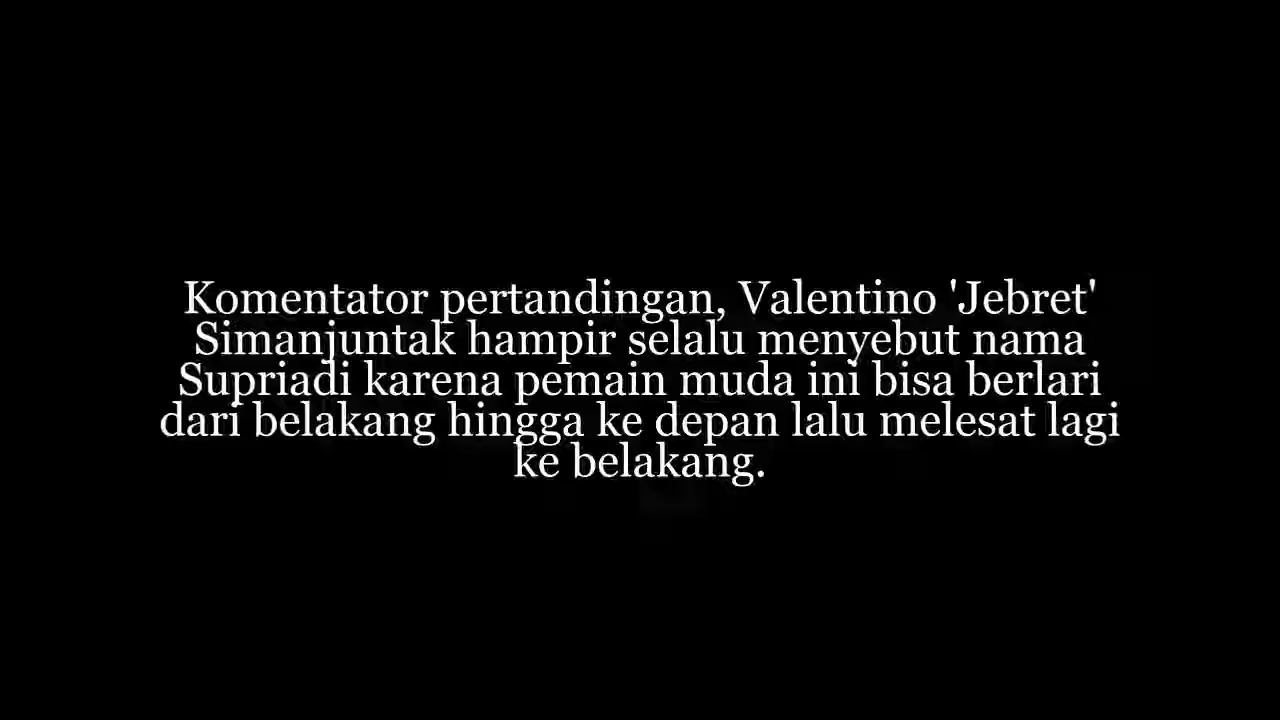 Komentator pertandingan, Valentino 'Jebret'
Simanjuntak hampir selalu menyebut nama
Supriadi karena pemain muda ini bisa berlari
dari belakang hingga ke depan lalu melesat lagi
ke belakang.